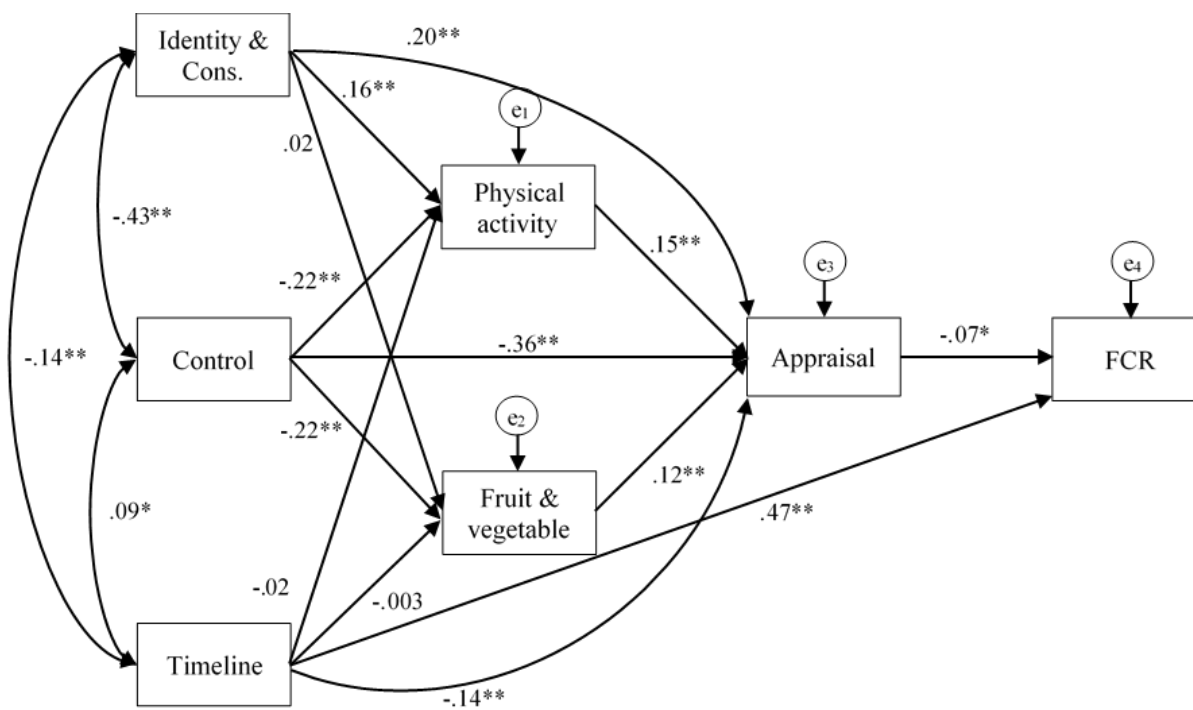 Identity &
Cons.
.20**
.16**
e₁
.02
Physical
activity
-.43**
.15**
-.22**
e₃
e₄
-.14**
Control
-.36**
Appraisal
-.07*
FCR
-.22**
e₂
.12**
.09*
Fruit &
vegetable
.47**
-.02
-.003
Timeline
-.14**